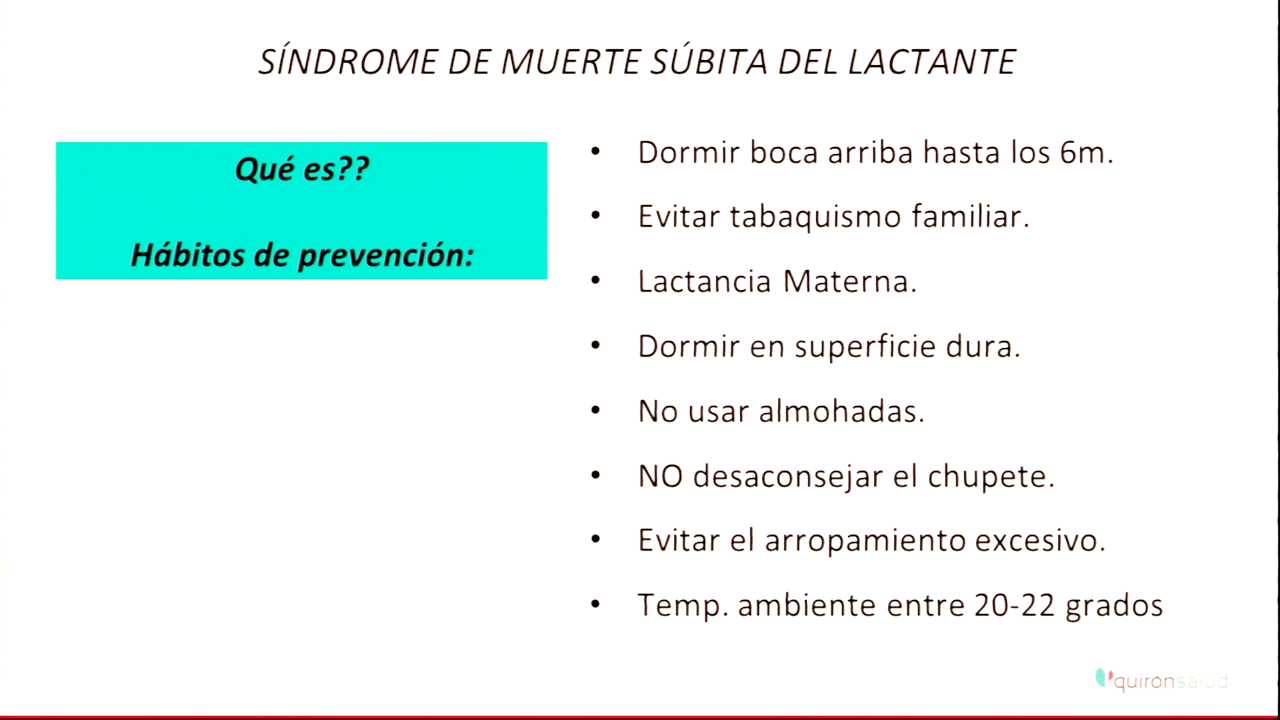 SÍNDROME DE MUERTE SÚBITA DEL LACTANTE
Qué es??
Hábitos de prevención:
• Dormir boca arriba hasta los 6m.
• Evitar tabaquismo familiar.
• Lactancia Materna.
• Dormir en superficie dura.
• No usar almohadas.
• NO desaconsejar el chupete.
• Evitar el arropamiento excesivo.
• Temp. ambiente entre 20-22 grados
quironsalud